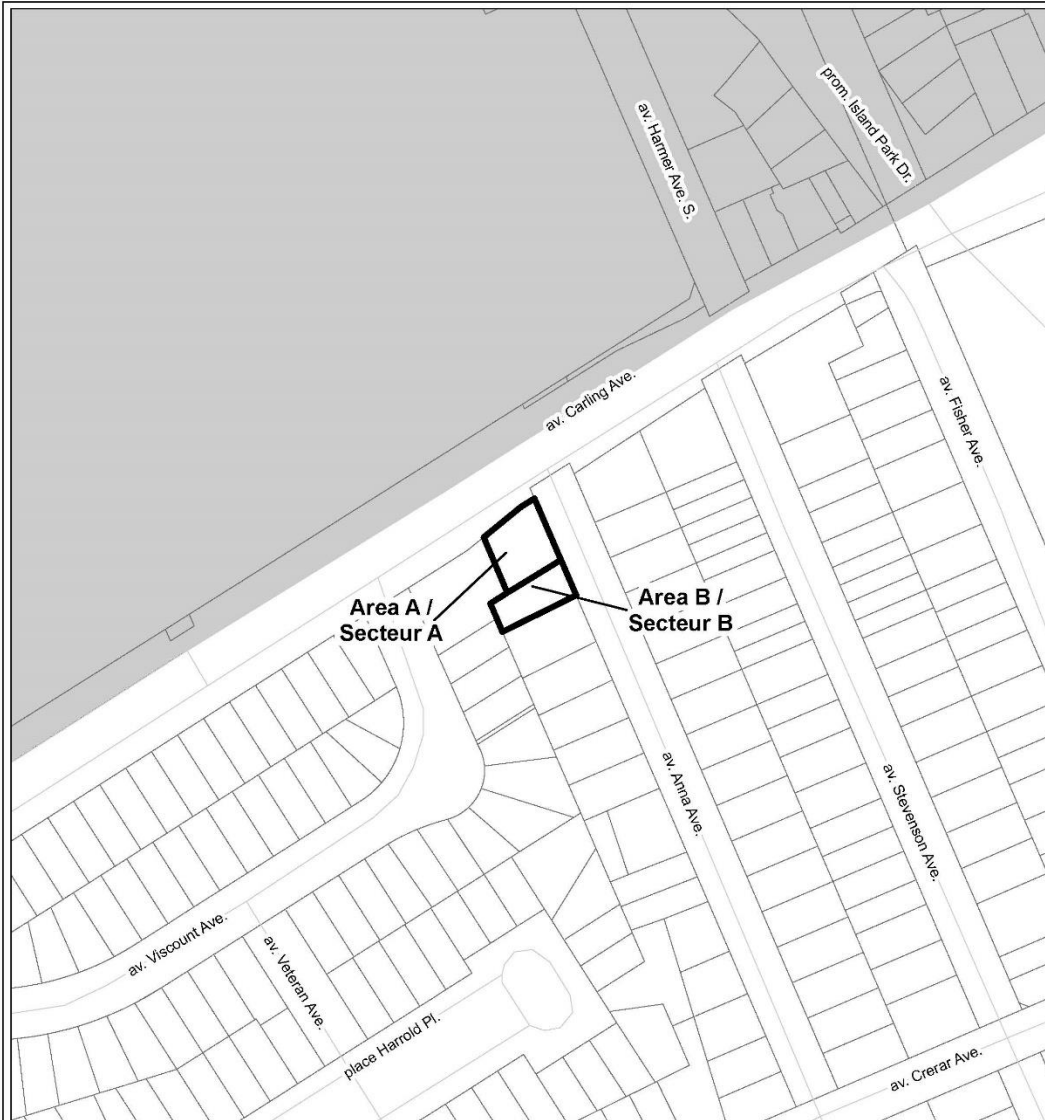 av. Harmer Ave. S.
prom. Island Park Dr.
av. Carling Ave.
av. Fisher Ave.
Area A /
Secteur A
Area B /
Secteur B
av. Anna Ave.
av. Stevenson Ave.
av. Viscount Ave.
av. Veteran Ave.
place Harrold Pl.
av. Crerar Ave.